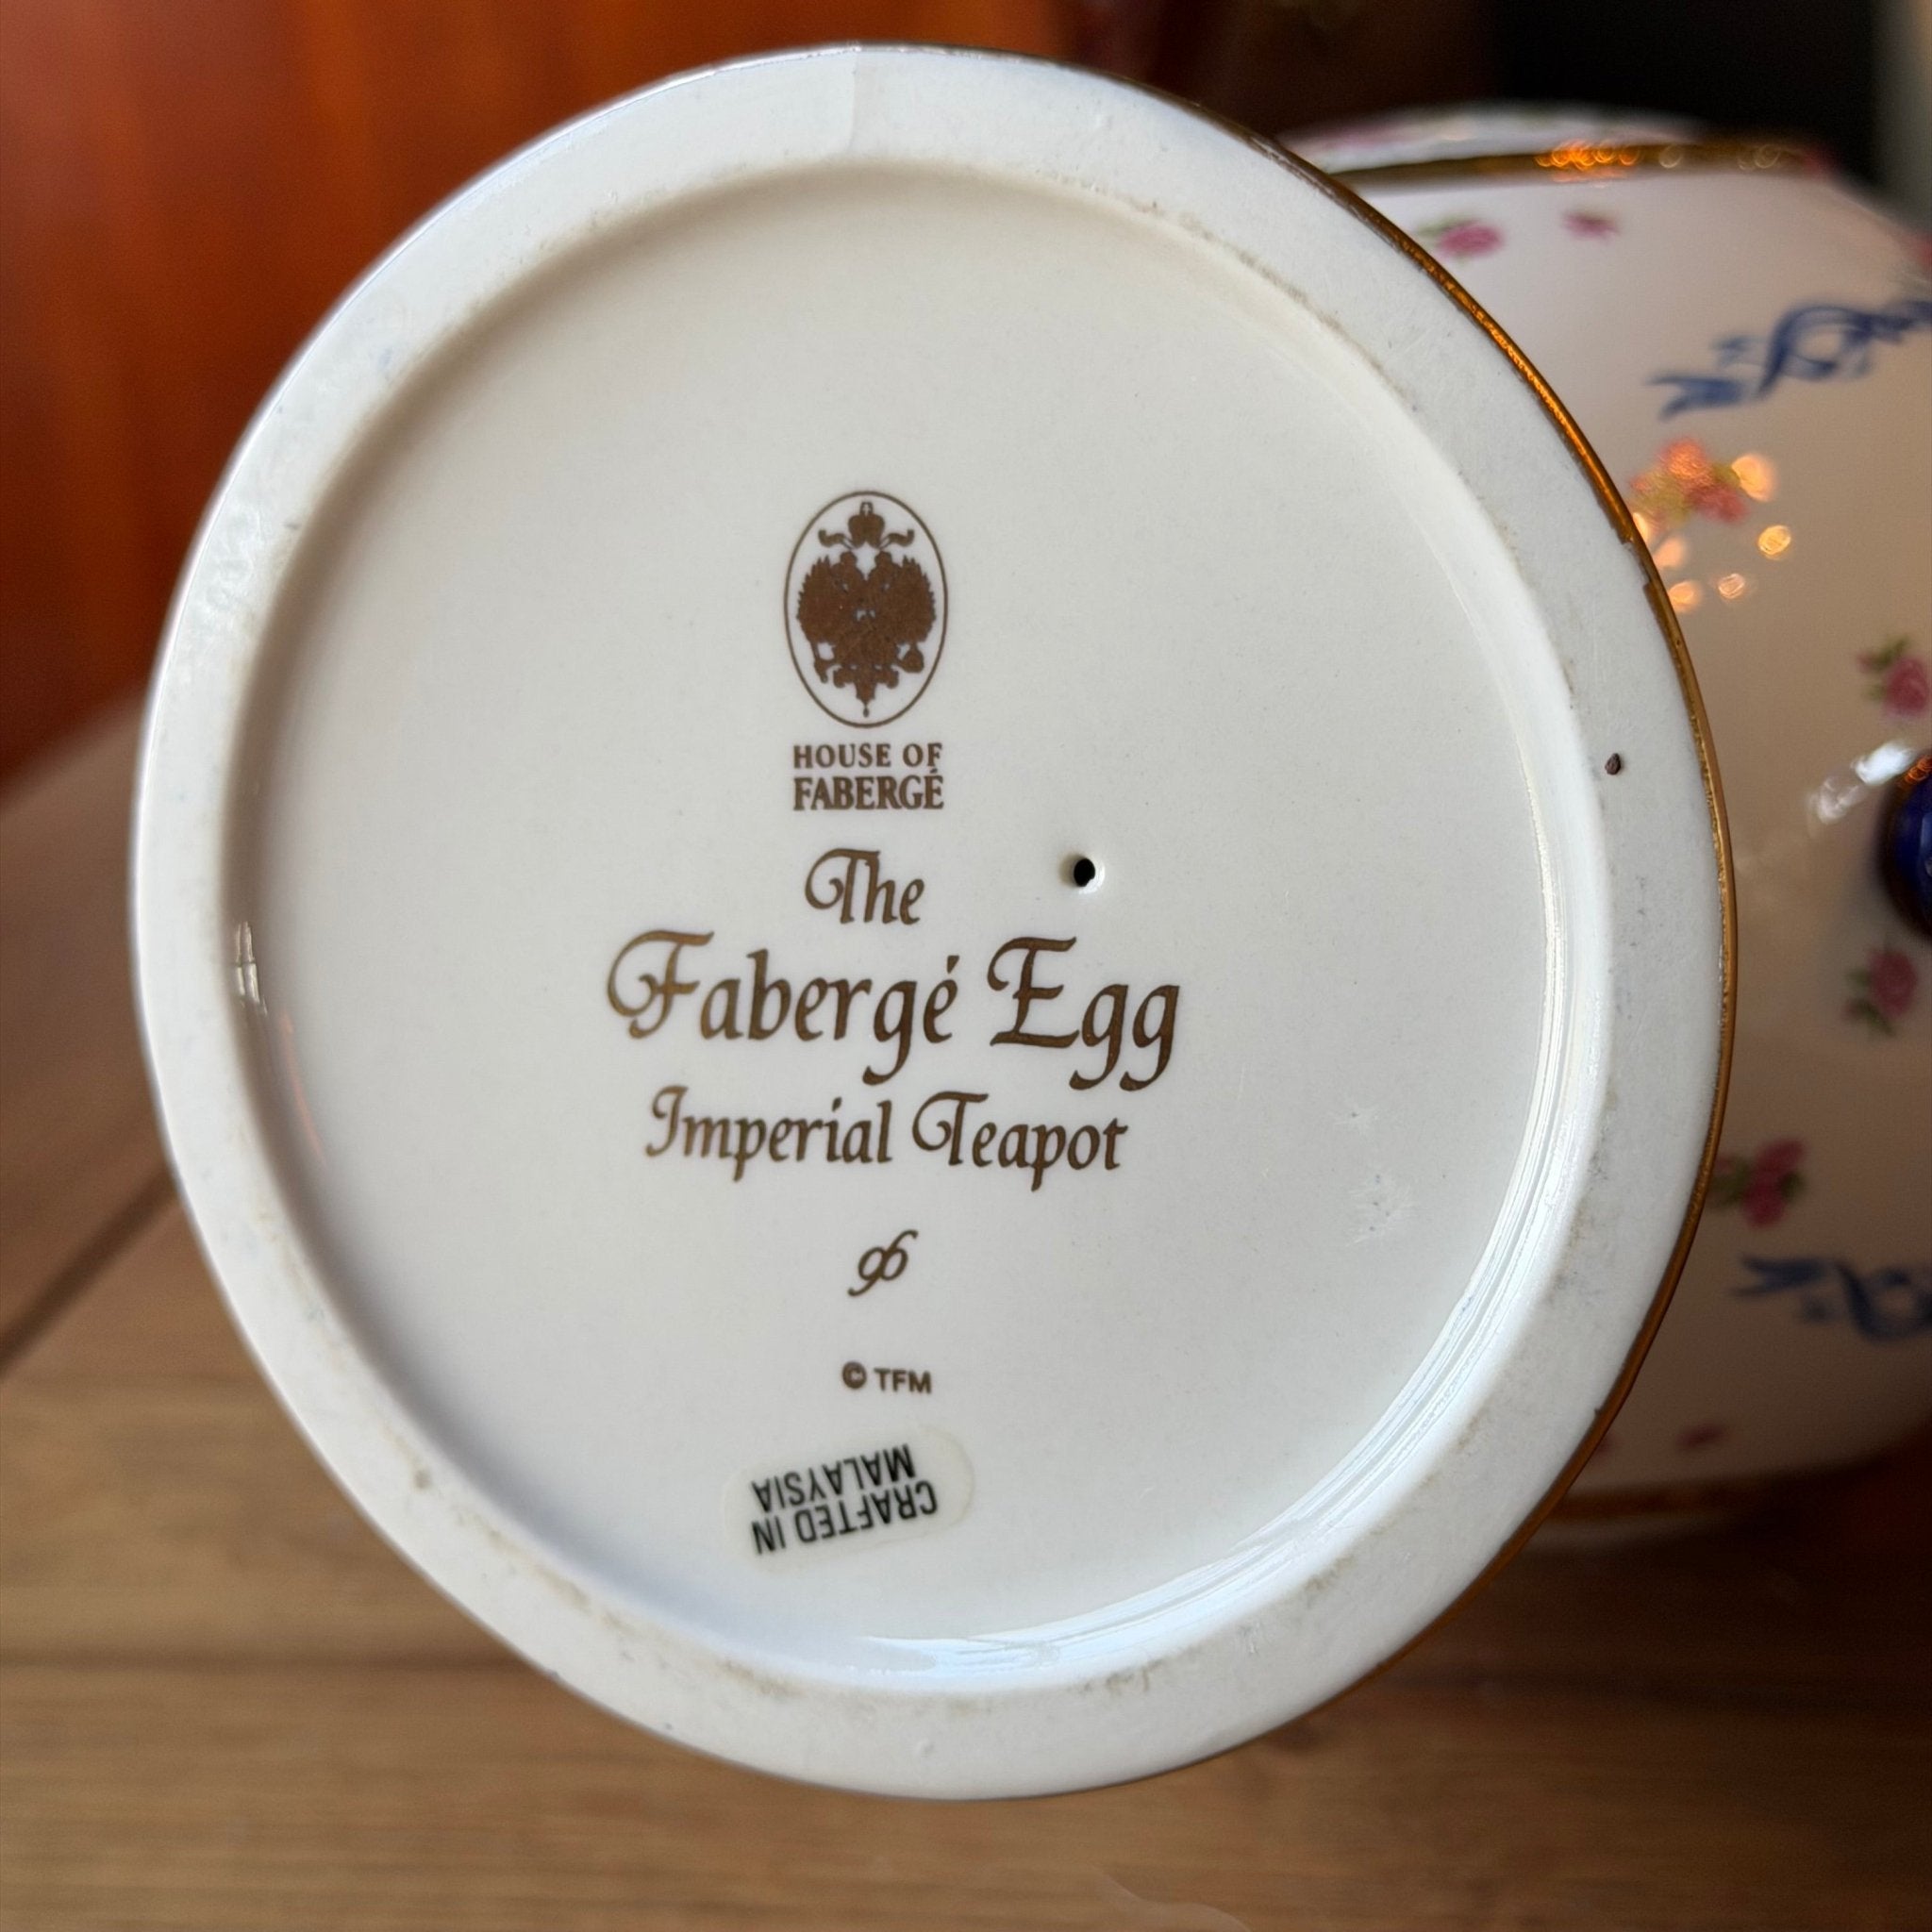 HOUSE OF
FABERGÉ
The
Fabergé Egg
Imperial Teapot
96
© TFM
CRAFTED IN
MALAYSIA